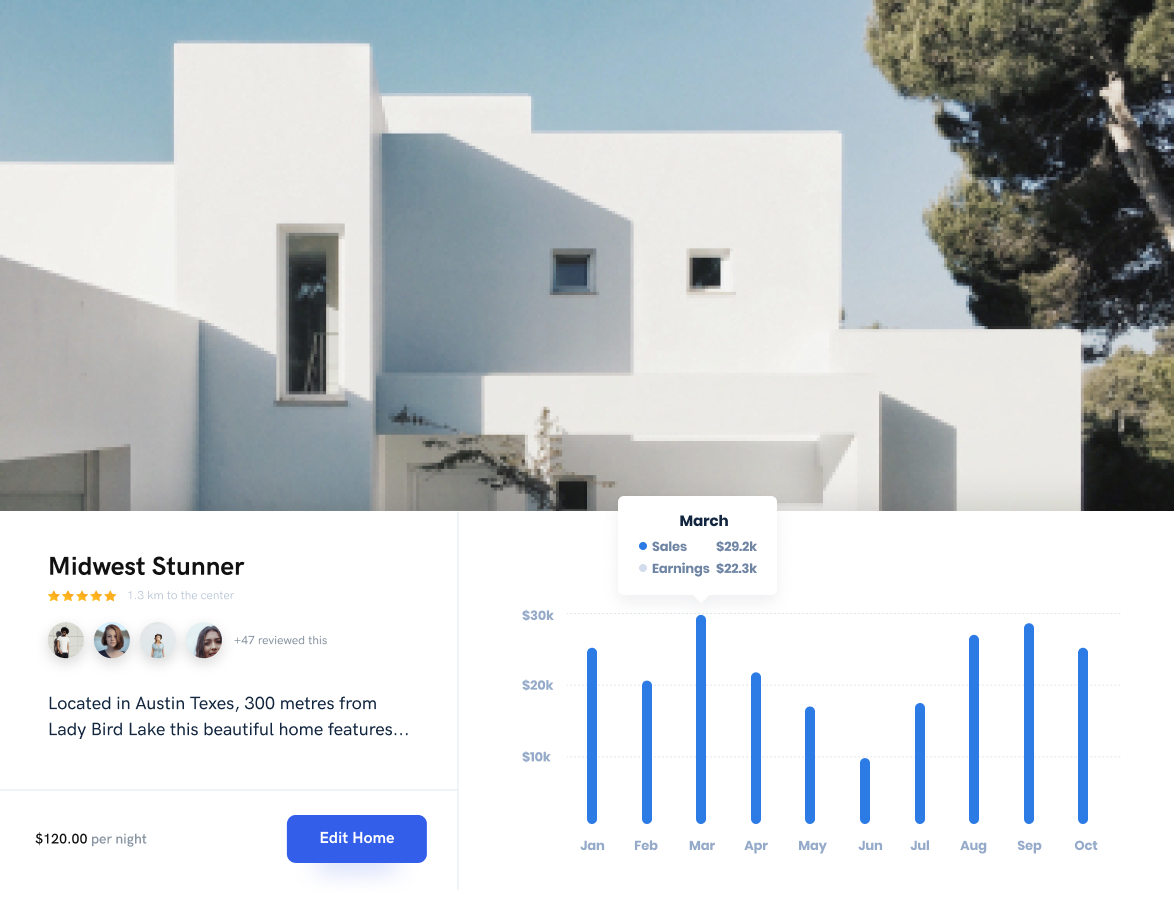 Midwest Stunner
1.3 km to the center
+47 reviewed this
Located in Austin Texes, 300 metres from
Lady Bird Lake this beautiful home features...
$120.00 per night
Edit Home
March
Sales $29.2k
Earnings $22.3k
$30k
$20k
$10k
Jan Feb Mar Apr May Jun Jul Aug Sep Oct